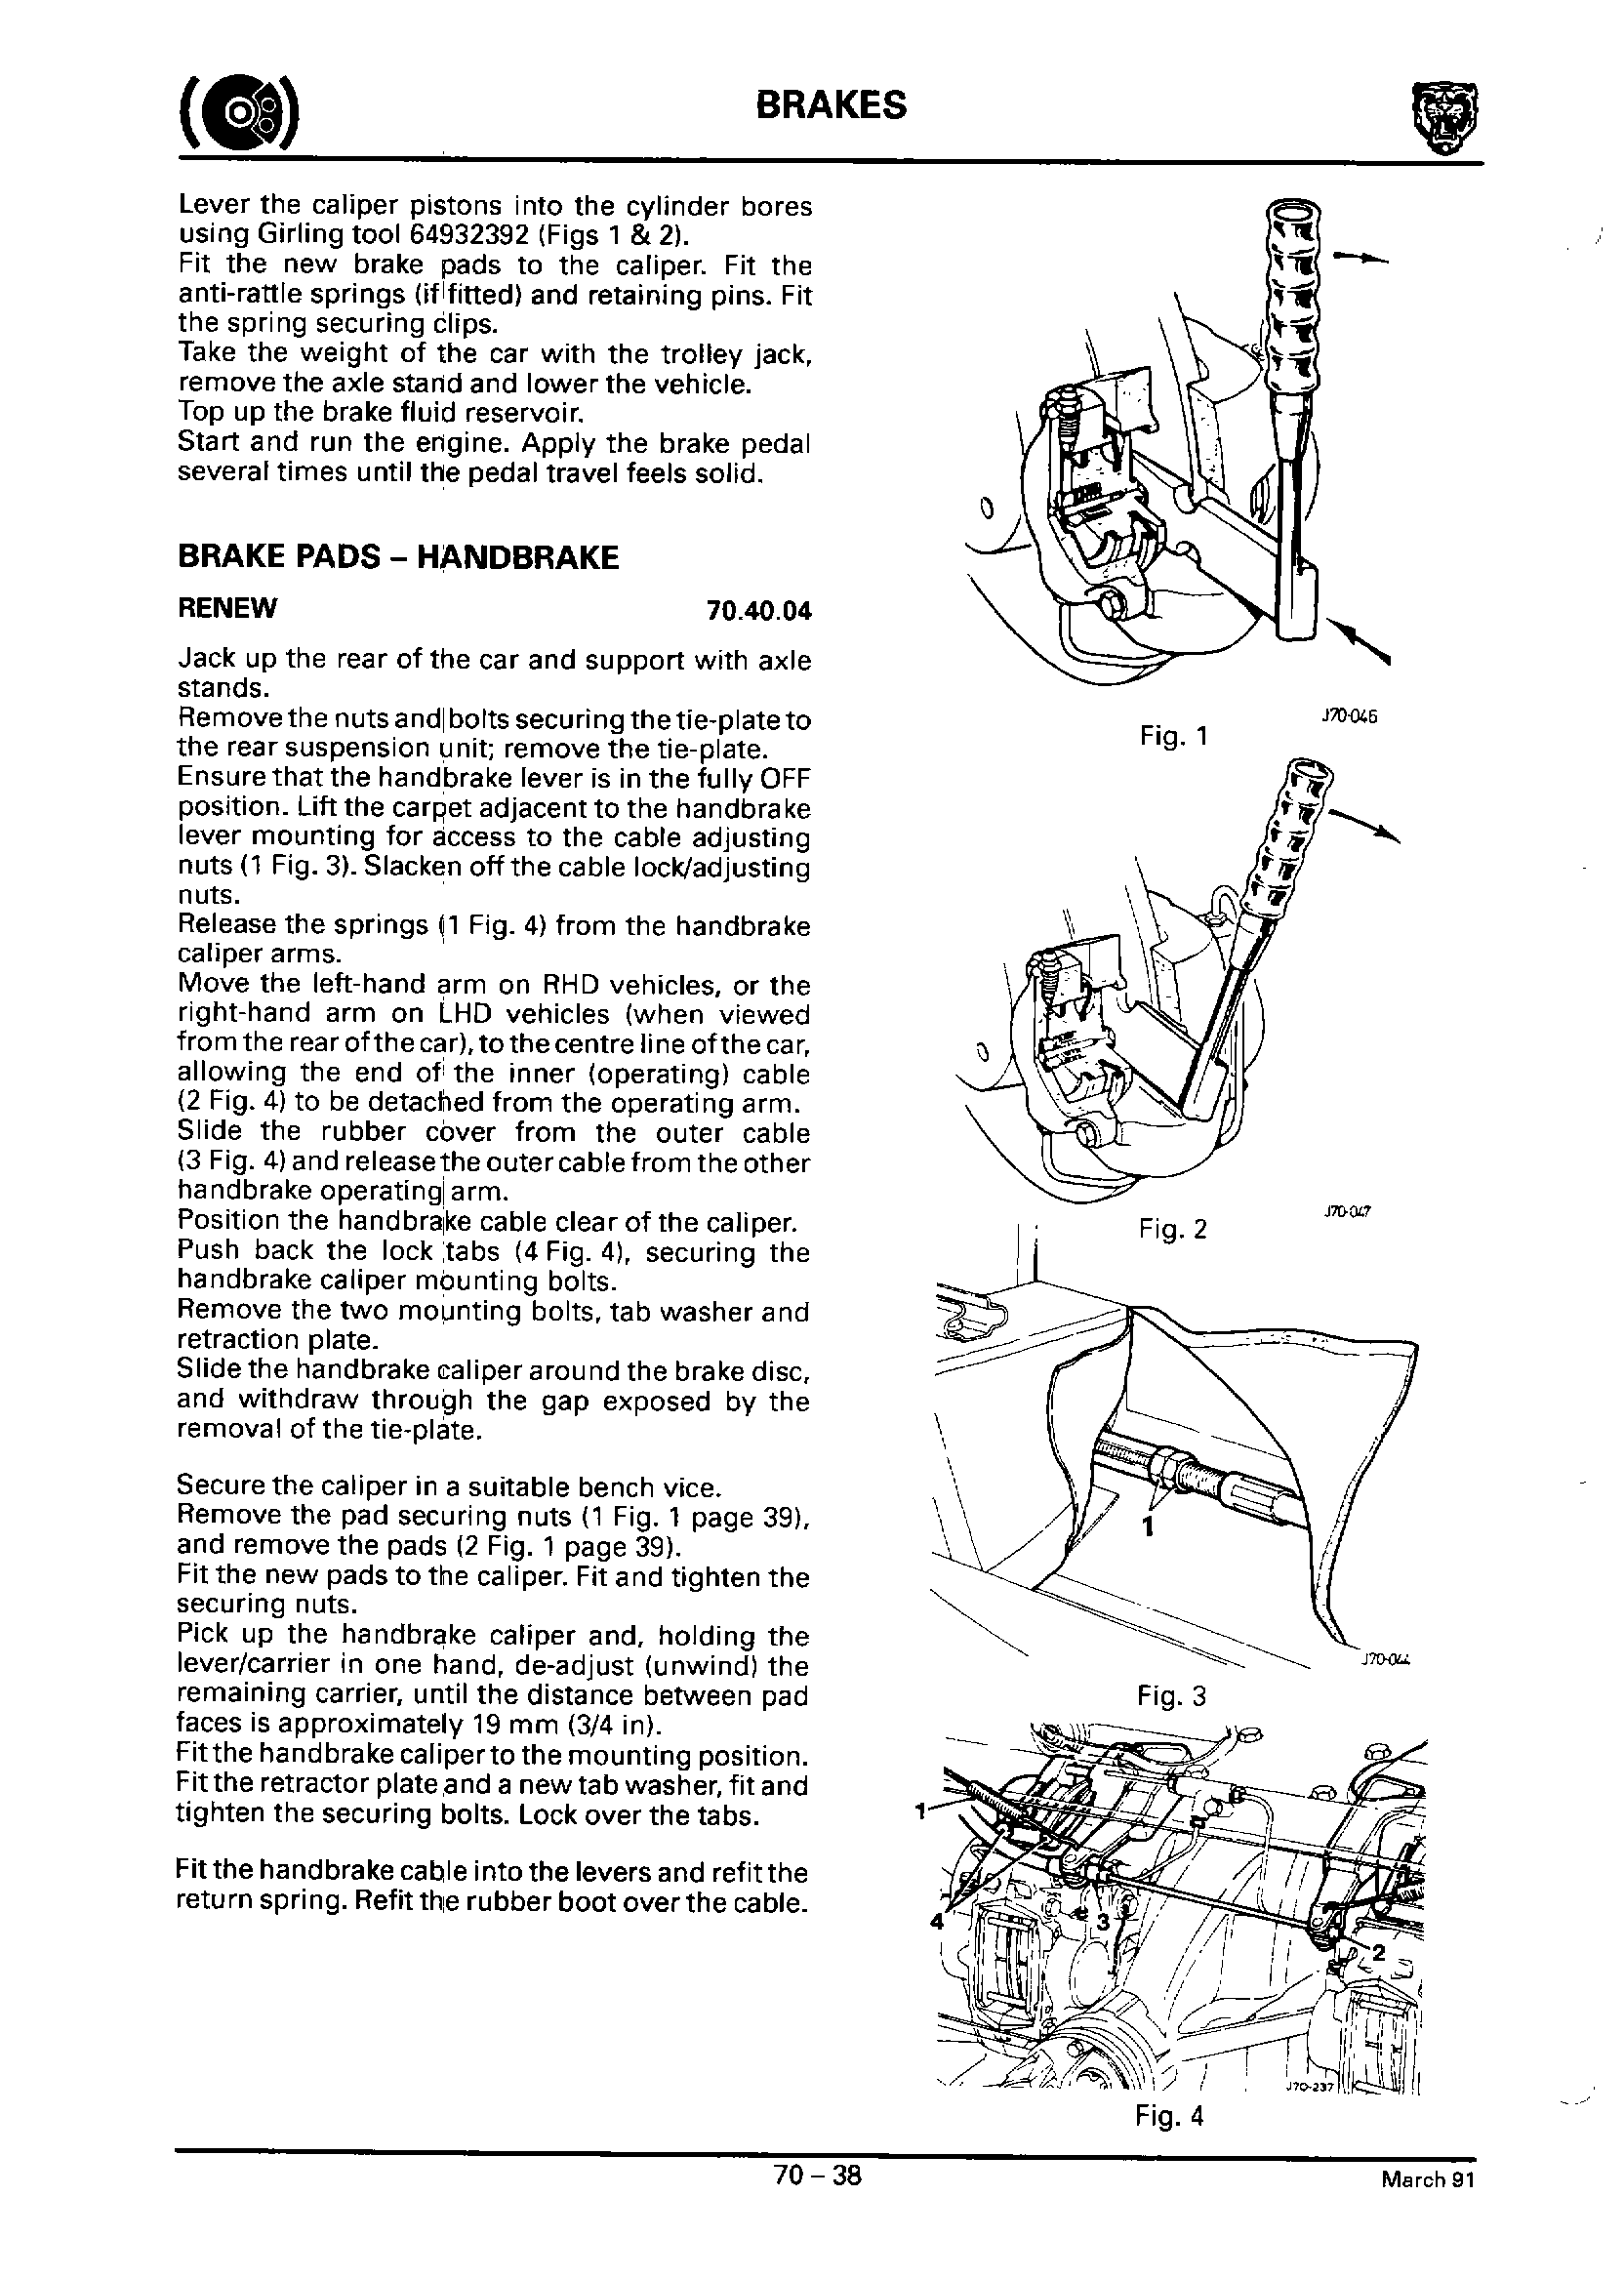 BRAKES
Lever the caliper pistons into the cylinder bores
using Girling tool 64932392 (Figs 1 & 2).
Fit the new brake pads to the caliper. Fit the
anti-rattle springs (if fitted) and retaining pins. Fit
the spring securing clips.
Take the weight of the car with the trolley jack,
remove the axle stand and lower the vehicle.
Top up the brake fluid reservoir.
Start and run the engine. Apply the brake pedal
several times until the pedal travel feels solid.
BRAKE PADS – HANDBRAKE
RENEW 70.40.04
Jack up the rear of the car and support with axle
stands.
Remove the nuts and bolts securing the tie-plate to
the rear suspension unit; remove the tie-plate.
Ensure that the handbrake lever is in the fully OFF
position. Lift the carpet adjacent to the handbrake
lever mounting for access to the cable adjusting
nuts (1 Fig. 3). Slacken off the cable lock/adjusting
nuts.
Release the springs (1 Fig. 4) from the handbrake
caliper arms.
Move the left-hand arm on RHD vehicles, or the
right-hand arm on LHD vehicles (when viewed
from the rear of the car), to the centre line of the car,
allowing the end of the inner (operating) cable
(2 Fig. 4) to be detached from the operating arm.
Slide the rubber cover from the outer cable
(3 Fig. 4) and release the outer cable from the other
handbrake operating arm.
Position the handbrake cable clear of the caliper.
Push back the lock tabs (4 Fig. 4), securing the
handbrake caliper mounting bolts.
Remove the two mounting bolts, tab washer and
retraction plate.
Slide the handbrake caliper around the brake disc,
and withdraw through the gap exposed by the
removal of the tie-plate.
Secure the caliper in a suitable bench vice.
Remove the pad securing nuts (1 Fig. 1 page 39),
and remove the pads (2 Fig. 1 page 39).
Fit the new pads to the caliper. Fit and tighten the
securing nuts.
Pick up the handbrake caliper and, holding the
lever/carrier in one hand, de-adjust (unwind) the
remaining carrier, until the distance between pad
faces is approximately 19 mm (3/4 in).
Fit the handbrake caliper to the mounting position.
Fit the retractor plate and a new tab washer, fit and
tighten the securing bolts. Lock over the tabs.
Fit the handbrake cable into the levers and refit the
return spring. Refit the rubber boot over the cable.
J70-046
Fig. 1
J70-047
Fig. 2
1
J70-044
Fig. 3
1
4
3
2
J70-237
Fig. 4
70 – 38
March 91